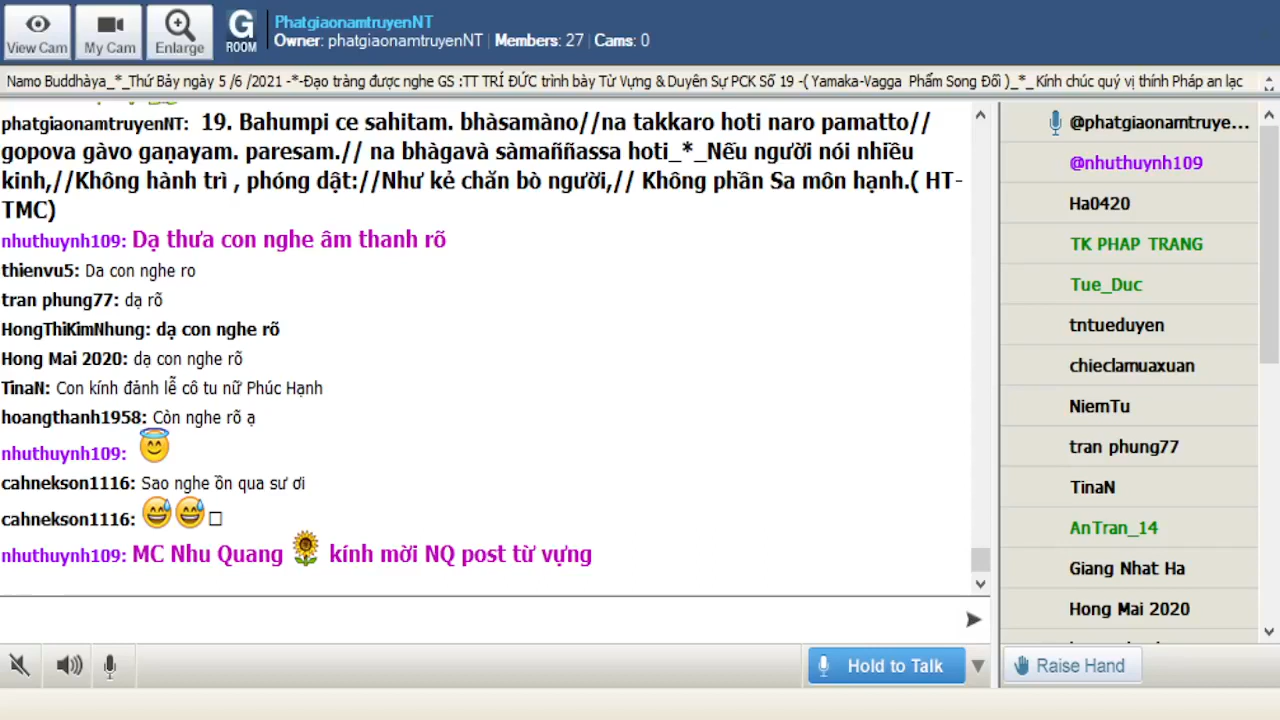 PhatgiaonamtruyenNT
View Cam
My Cam
Enlarge
G
ROOM
Owner: phatgiaonamtruyenNT | Members: 27 | Cams: 0
Namo Buddhàya_*_Thứ Bảy ngày 5 /6 /2021 -*-Đạo tràng được nghe GS :TT TRÍ ĐỨC trình bày Từ Vựng & Duyên Sự PCK Số 19 -( Yamaka-Vagga Phẩm Song Đối )_*_ Kính chúc quý vị thính Pháp an lạc
phatgiaonamtruyenNT: 19. Bahumpi ce sahitam. bhàsamàno//na takkaro hoti naro pamatto//
gopova gàvo gaṇayam. paresam.// na bhàgavà sàmaññassa hoti_*_Nếu người nói nhiều
kinh,//Không hành trì , phóng dật://Như kẻ chăn bò người,// Không phần Sa môn hạnh.( HT-
TMC)
nhuthuynh109: Dạ thưa con nghe âm thanh rõ
thienvu5: Da con nghe ro
tran phung77: dạ rõ
HongThiKimNhung: dạ con nghe rõ
Hong Mai 2020: dạ con nghe rõ
TinaN: Con kính đảnh lễ cô tu nữ Phúc Hạnh
hoangthanh1958: Còn nghe rõ ạ
nhuthuynh109:
cahnekson1116: Sao nghe ồn qua sư ơi
cahnekson1116:
nhuthuynh109: MC Nhu Quang kính mời NQ post từ vựng
Hold to Talk
@phatgiaonamtruye...
@nhuthuynh109
Ha0420
TK PHAP TRANG
Tue_Duc
tntueduyen
chieclamuaxuan
NiemTu
tran phung77
TinaN
AnTran_14
Giang Nhat Ha
Hong Mai 2020
Raise Hand